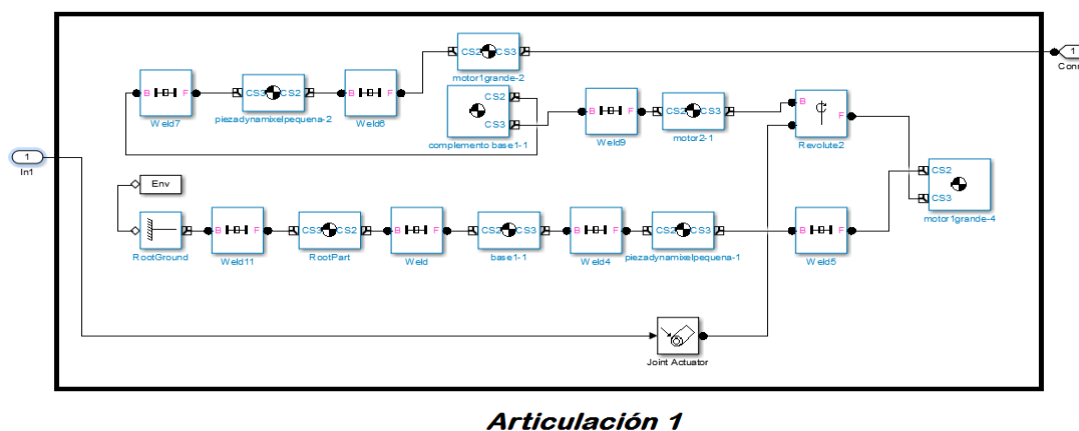 CS2 CS3
motor1grande-2
1
Conn
B F
Weld7
CS3 CS2
piezadynamixelpequena-2
B F
Weld6
CS2
CS3
complemento base1-1
B F
Weld9
CS2 CS3
motor2-1
B
F
Revolute2
1
In1
Env
CS2
CS3
motor1grande-4
RootGround
B F
Weld11
CS3 CS2
RootPart
B F
Weld
CS2 CS3
base1-1
B F
Weld4
CS2 CS3
piezadynamixelpequena-1
B F
Weld5
Joint Actuator
Articulación 1